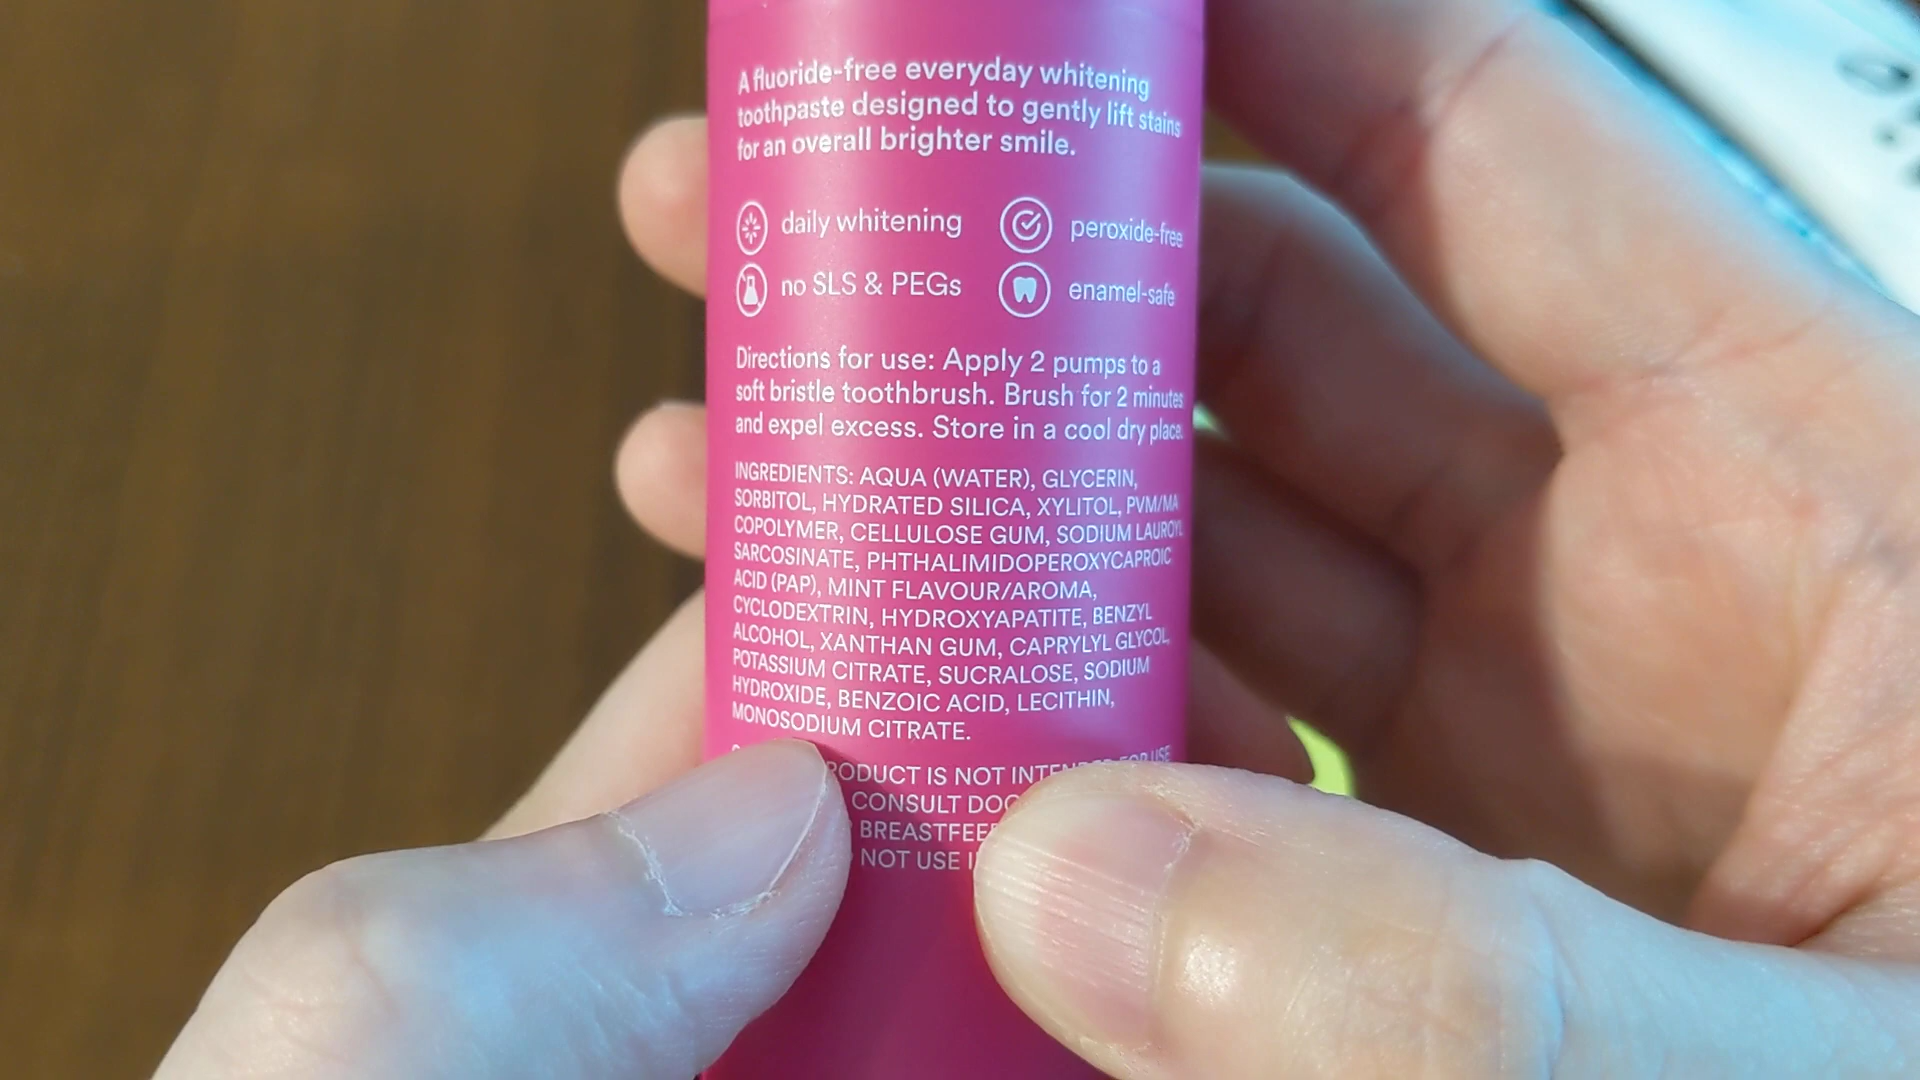 A fluoride-free everyday whitening
toothpaste designed to gently lift stains
for an overall brighter smile.
daily whitening
peroxide-free
no SLS & PEGs
enamel-safe
Directions for use: Apply 2 pumps to a
soft bristle toothbrush. Brush for 2 minutes
and expel excess. Store in a cool dry place.
INGREDIENTS: AQUA (WATER), GLYCERIN,
SORBITOL, HYDRATED SILICA, XYLITOL, PVM/MA
COPOLYMER, CELLULOSE GUM, SODIUM LAUROYL
SARCOSINATE, PHTHALIMIDOPEROXYCAPROIC
ACID (PAP), MINT FLAVOUR/AROMA,
CYCLODEXTRIN, HYDROXYAPATITE, BENZYL
ALCOHOL, XANTHAN GUM, CAPRYLYL GLYCOL,
POTASSIUM CITRATE, SUCRALOSE, SODIUM
HYDROXIDE, BENZOIC ACID, LECITHIN,
MONOSODIUM CITRATE.
IS NOT FOR USE
CONSULT
NOT USE